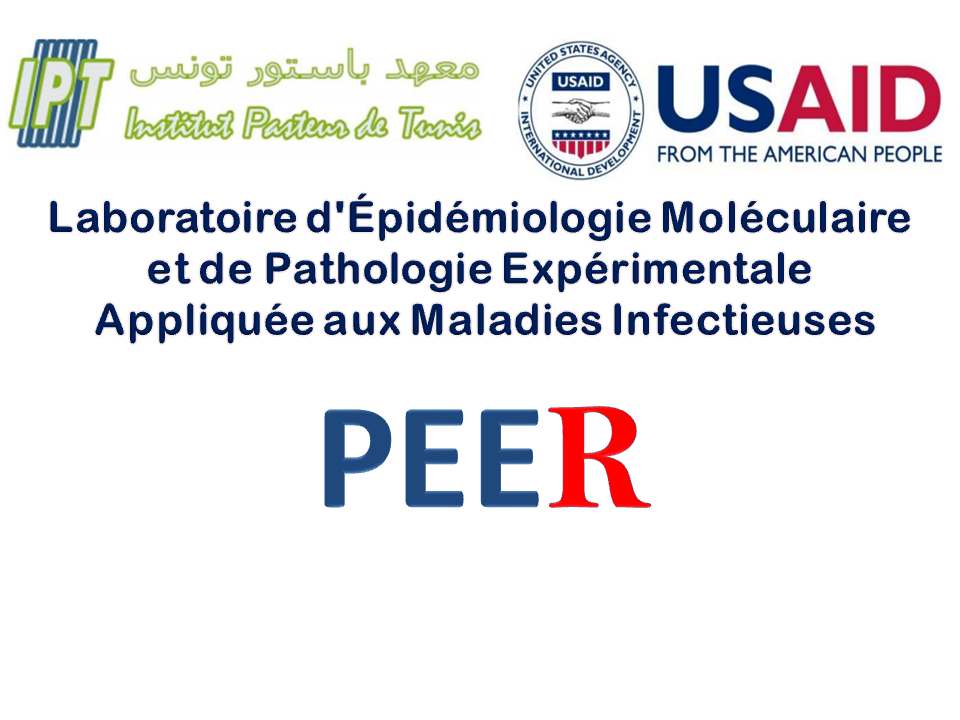 IPT
معهد باستور تونس
Institut Pasteur de Tunis
UNITED STATES AGENCY
USAID
INTERNATIONAL DEVELOPMENT
USAID
FROM THE AMERICAN PEOPLE
Laboratoire d'Épidémiologie Moléculaire
et de Pathologie Expérimentale
Appliquée aux Maladies Infectieuses
PEER